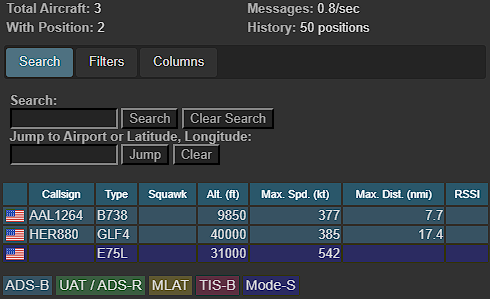 Total Aircraft: 3 Messages: 0.8/sec
With Position: 2 History: 50 positions
Search Filters Columns
Search:
Search Clear Search
Jump to Airport or Latitude, Longitude:
Jump Clear
Callsign Type Squawk Alt. (ft) Max. Spd. (kt) Max. Dist. (nmi) RSSI
AAL1264 B738 9850 377 7.7
HER880 GLF4 40000 385 17.4
E75L 31000 542
ADS-B UAT / ADS-R MLAT TIS-B Mode-S